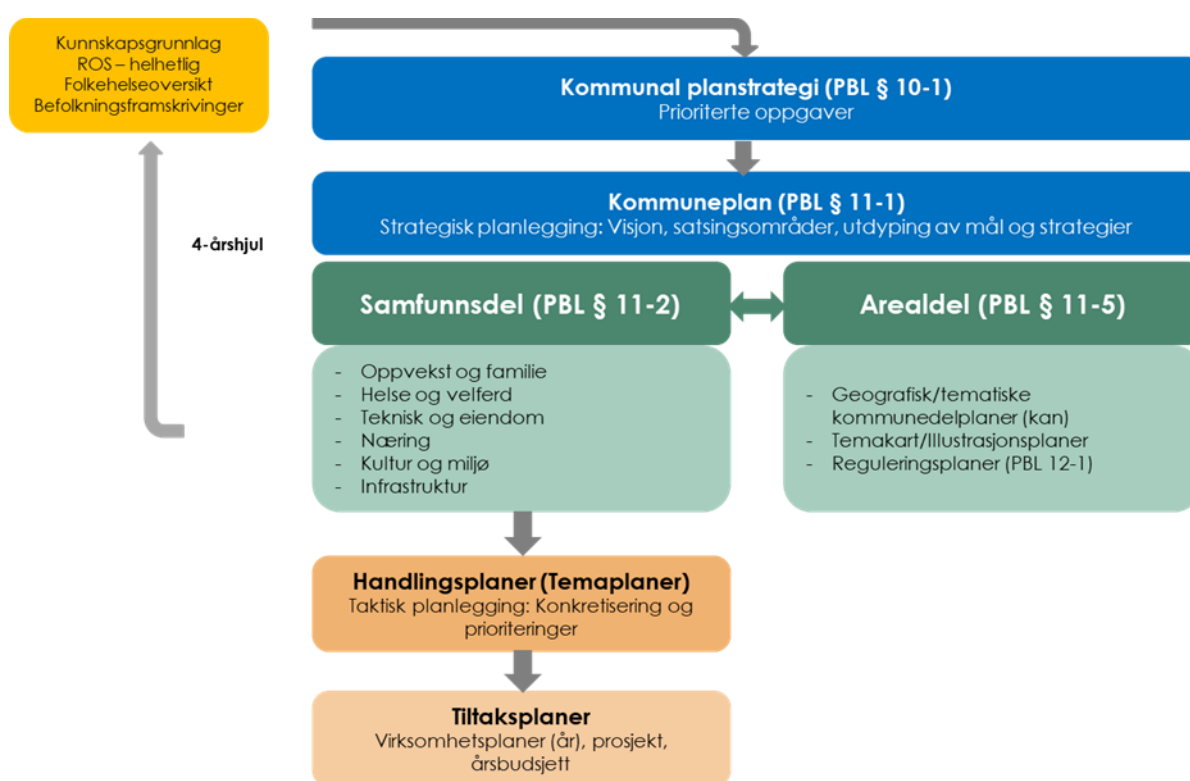 Kunnskapsgrunnlag
ROS – helhetlig
Folkehelseoversikt
Befolkningsframskrivinger
Kommunal planstrategi (PBL § 10-1)
Prioriterte oppgaver
Kommuneplan (PBL § 11-1)
Strategisk planlegging: Visjon, satsingsområder, utdyping av mål og strategier
4-årshjul
Samfunnsdel (PBL § 11-2)
Arealdel (PBL § 11-5)
- Oppvekst og familie
- Helse og velferd
- Teknisk og eiendom
- Næring
- Kultur og miljø
- Infrastruktur
- Geografisk/tematiske
kommunedelplaner (kan)
- Temakart/Illustrasjonsplaner
- Reguleringsplaner (PBL 12-1)
Handlingsplaner (Temaplaner)
Taktisk planlegging: Konkretisering og
prioriteringer
Tiltaksplaner
Virksomhetsplaner (år), prosjekt,
årsbudsjett